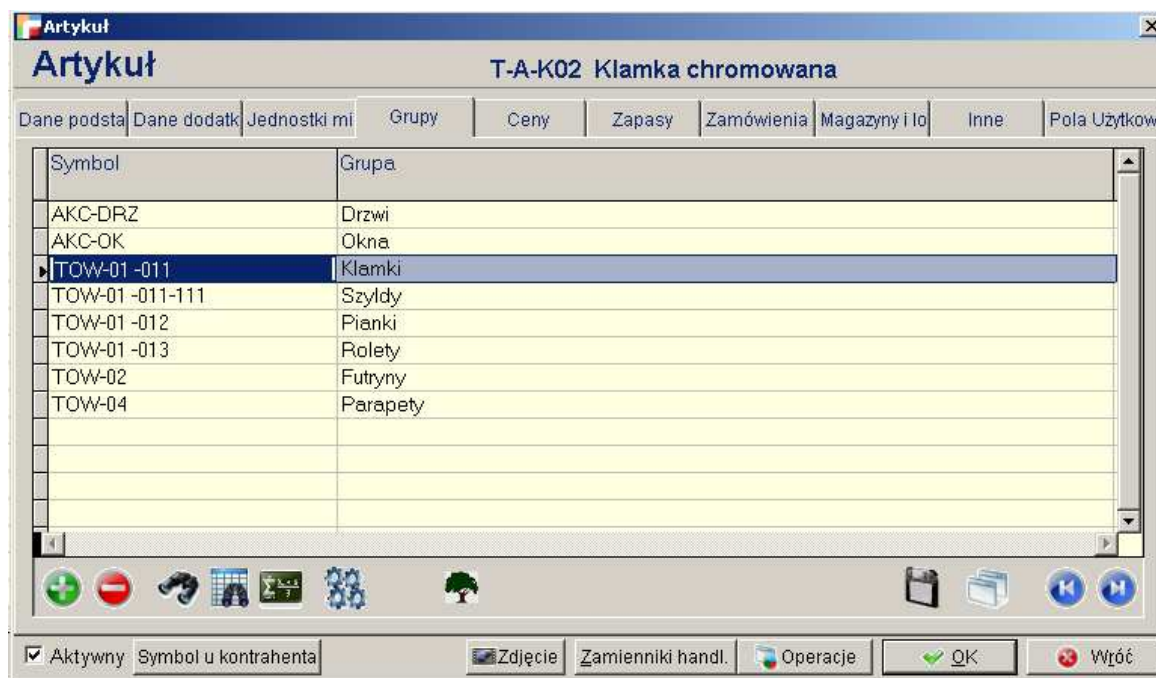 Artykuł
Artykuł T-A-K02 Klamka chromowana
Dane podsta Dane dodatk Jednostki mi Grupy Ceny Zapasy Zamówienia Magazyny i lo Inne Pola Użytkow
Symbol Grupa
AKC-DRZ Drzwi
AKC-OK Okna
TOW-01 -011 Klamki
TOW-01 -011-111 Szyldy
TOW-01 -012 Pianki
TOW-01 -013 Rolety
TOW-02 Futryny
TOW-04 Parapety
Aktywny Symbol u kontrahenta Zdjęcie Zamienniki handl. Operacje OK Wróć